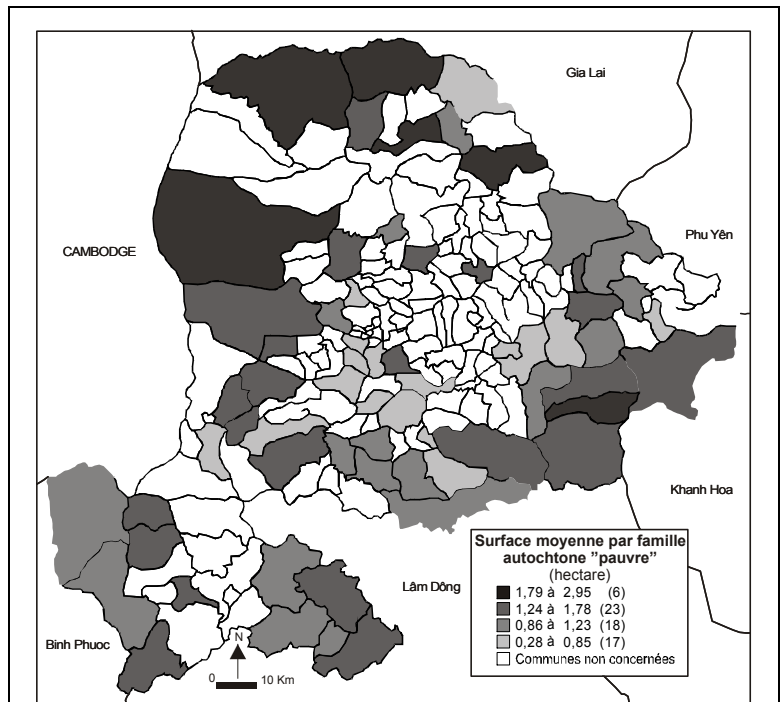 Gia Lai
Phu Yên
CAMBODGE
Khanh Hoa
Surface moyenne par famille
autochtone "pauvre"
(hectare)
1,79 à 2,95 (6)
1,24 à 1,78 (23)
0,86 à 1,23 (18)
0,28 à 0,85 (17)
Communes non concernées
Lâm Dông
Binh Phuoc
N
0 10 Km